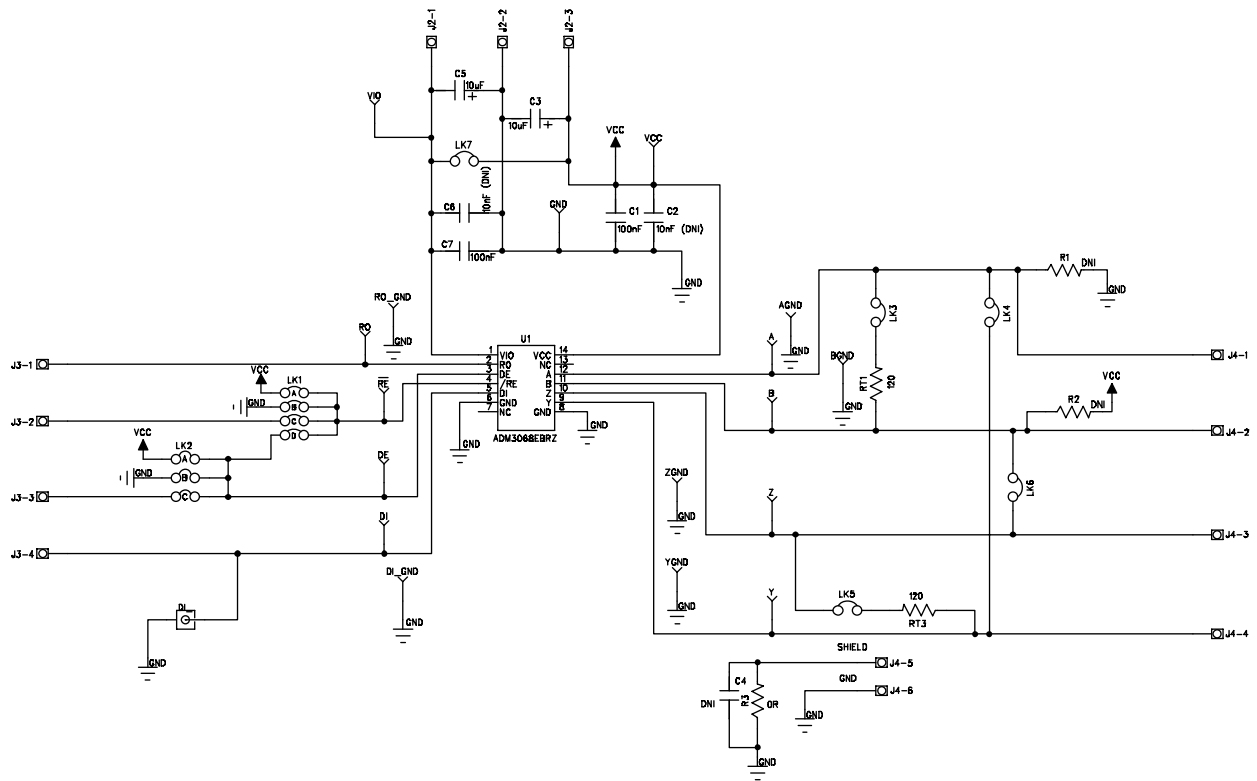 J2-1
J2-2
J2-3
C5
10uF
+
C3
10uF
+
VIO
LK7
10nF (DNI)
C6
C7
100nF
GND
VCC
VCC
C1
100nF
C2
10nF (DNI)
GND
RO_GND
GND
RO
U1
1 VIO VCC 14
2 RO NC 13
3 DE A 12
4 /RE B 11
5 DI Z 10
6 GND Y 9
7 NC GND 8
ADM3068EBRZ
GND
GND
J3-1
VCC
LK1
A
GND
B
J3-2
C
D
RE
VCC
LK2
A
GND
B
J3-3
C
DE
J3-4
DI
DI_GND
GND
DI_
GND
AGND
GND
A
BGND
GND
B
LK3
RT1
120
LK4
R1
DNI
GND
J4-1
R2
DNI
VCC
J4-2
LK6
ZGND
GND
Z
J4-3
YGND
GND
Y
LK5
120
RT3
J4-4
SHIELD
J4-5
GND
J4-6
GND
C4
DNI
R3
0R
GND